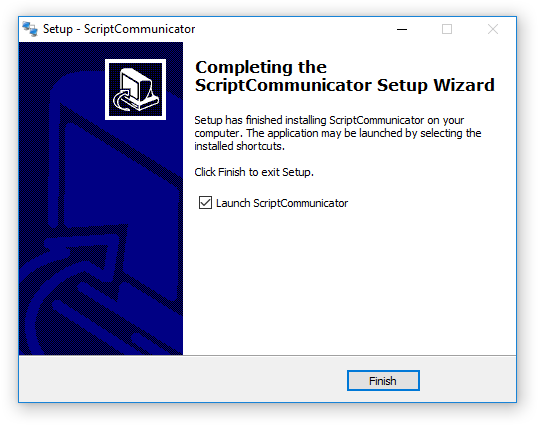 Setup - ScriptCommunicator
Completing the
ScriptCommunicator Setup Wizard
Setup has finished installing ScriptCommunicator on your
computer. The application may be launched by selecting the
installed shortcuts.
Click Finish to exit Setup.
Launch ScriptCommunicator
Finish